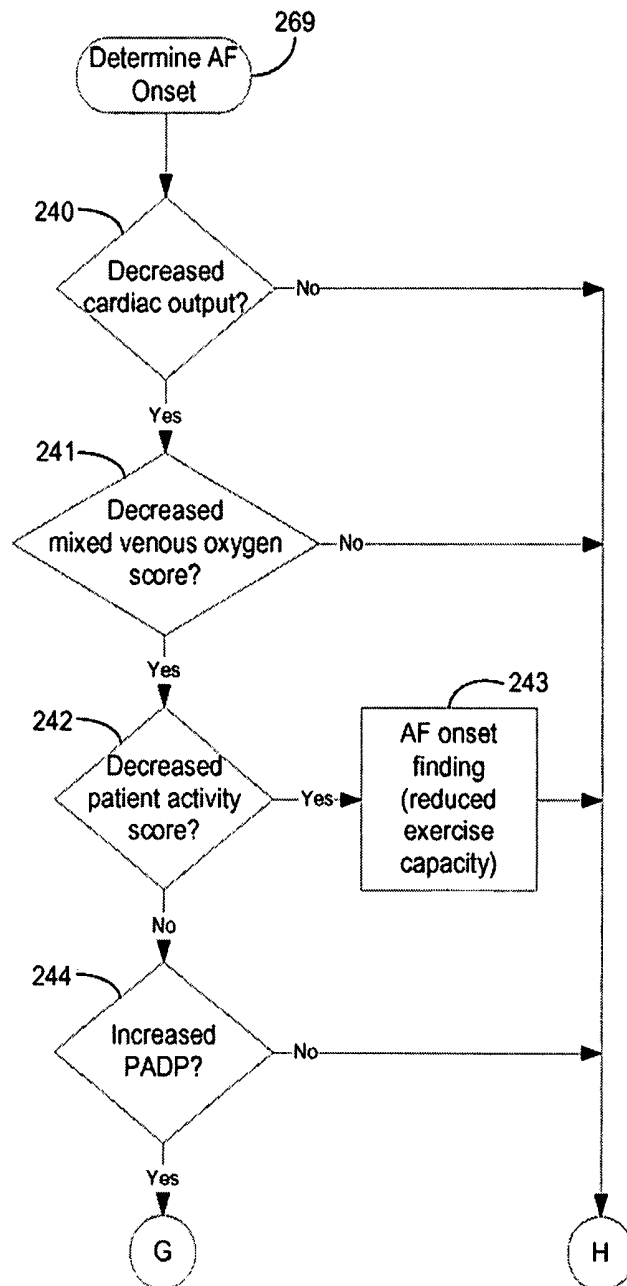 269
Determine AF
Onset
240
Decreased
cardiac output?
No
Yes
241
Decreased
mixed venous oxygen
score?
No
Yes
242
Decreased
patient activity
score?
Yes
243
AF onset
finding
(reduced
exercise
capacity)
No
244
Increased
PADP?
No
Yes
G
H